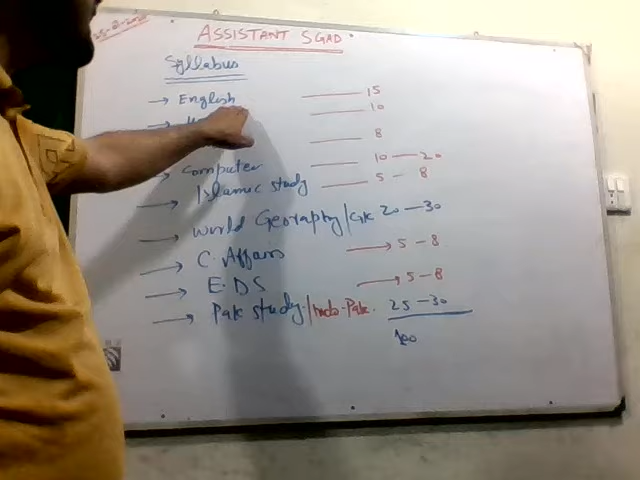 ASSISTANT SGAD
Syllabus
→ English 15
→ 10
8
→ Computer 10 — 20
→ Islamic study 5 - 8
→ World Geography/GK 20 — 30
→ C. Affairs → 5 - 8
→ E.D.S → 5 - 8
→ Pak study/Indo-Pak. 25 — 30
100